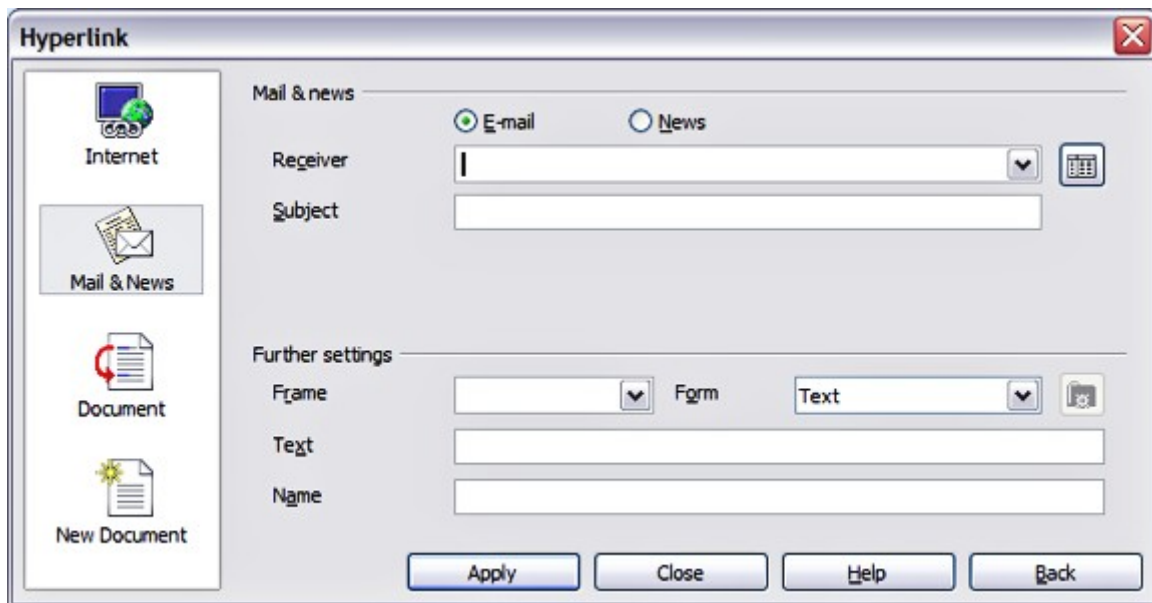 Hyperlink
Internet
Mail & News
Document
New Document
Mail & news
E-mail News
Receiver
Subject
Further settings
Frame Form Text
Text
Name
Apply Close Help Back